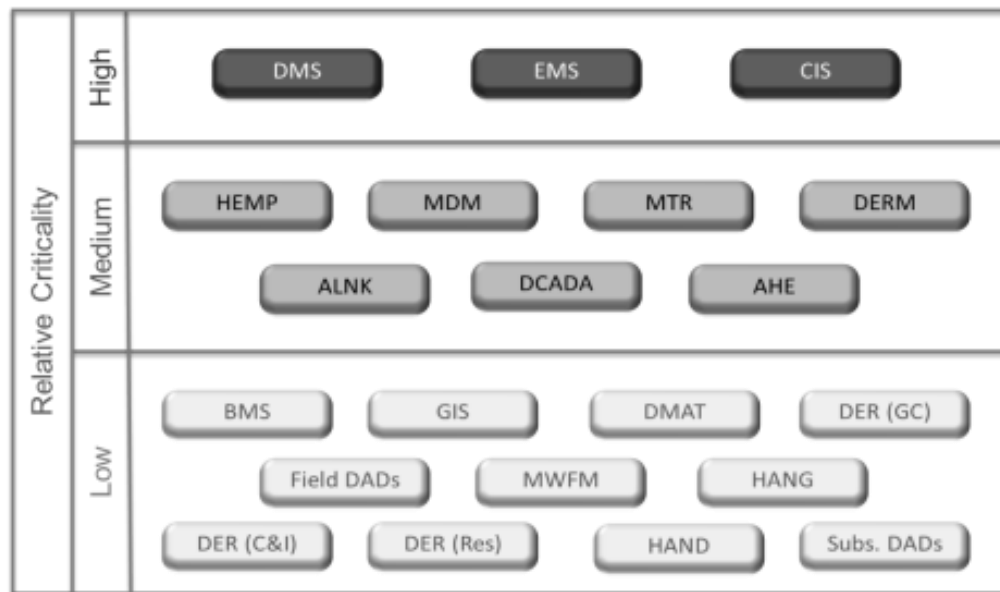 Relative Criticality
High
DMS EMS CIS
Medium
HEMP MDM MTR DERM
ALNK DCADA AHE
Low
BMS GIS DMAT DER (GC)
Field DADs MWFM HANG
DER (C&I) DER (Res) HAND Subs. DADs